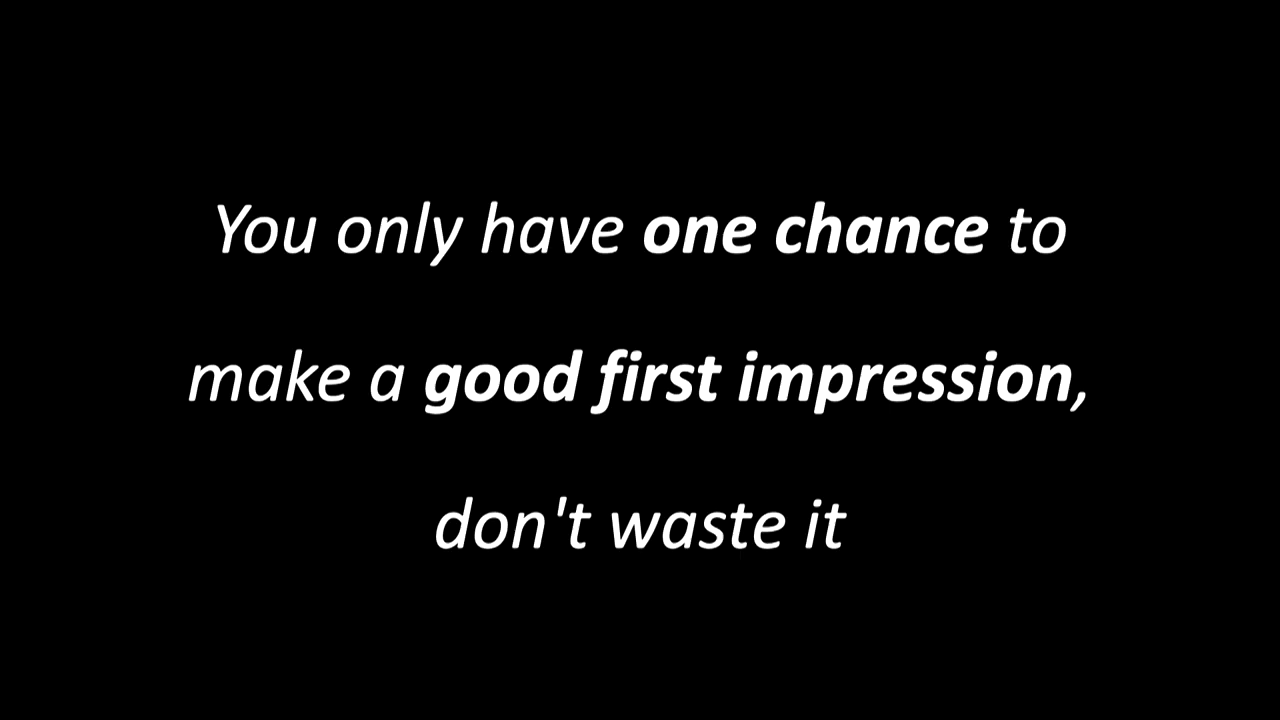 You only have one chance to
make a good first impression,
don't waste it